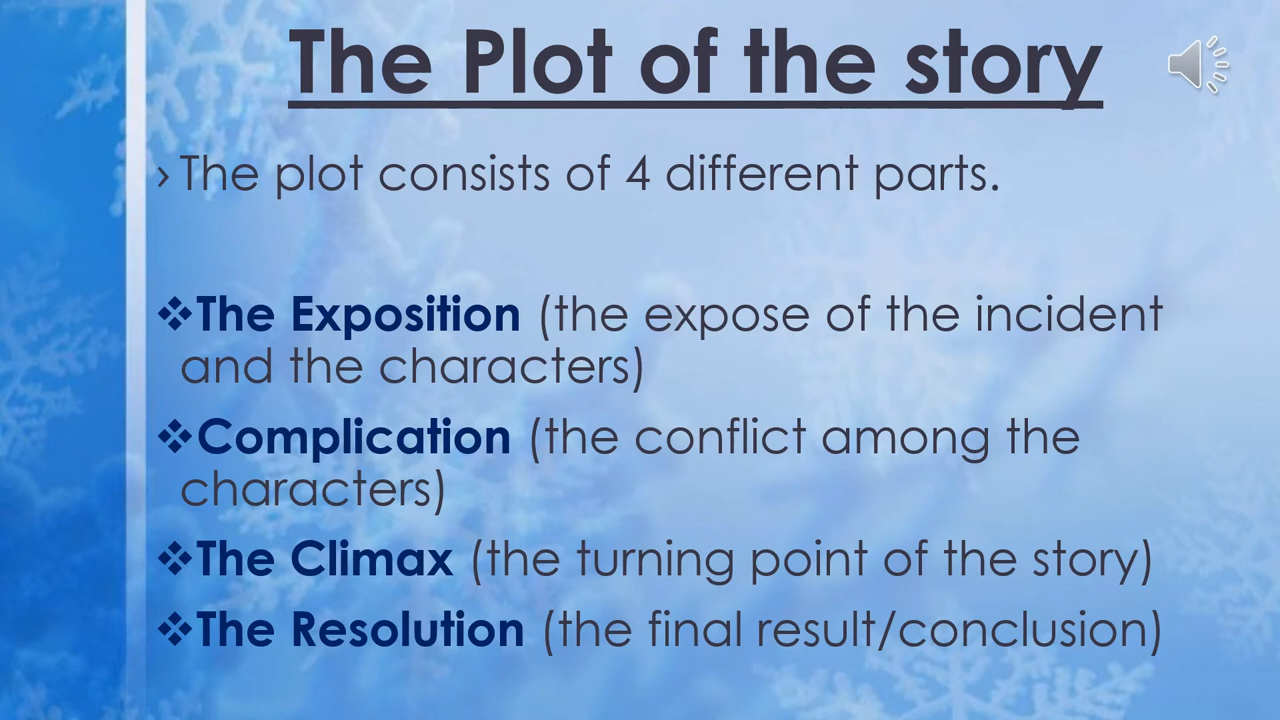 The Plot of the story
› The plot consists of 4 different parts.
❖The Exposition (the expose of the incident
and the characters)
❖Complication (the conflict among the
characters)
❖The Climax (the turning point of the story)
❖The Resolution (the final result/conclusion)